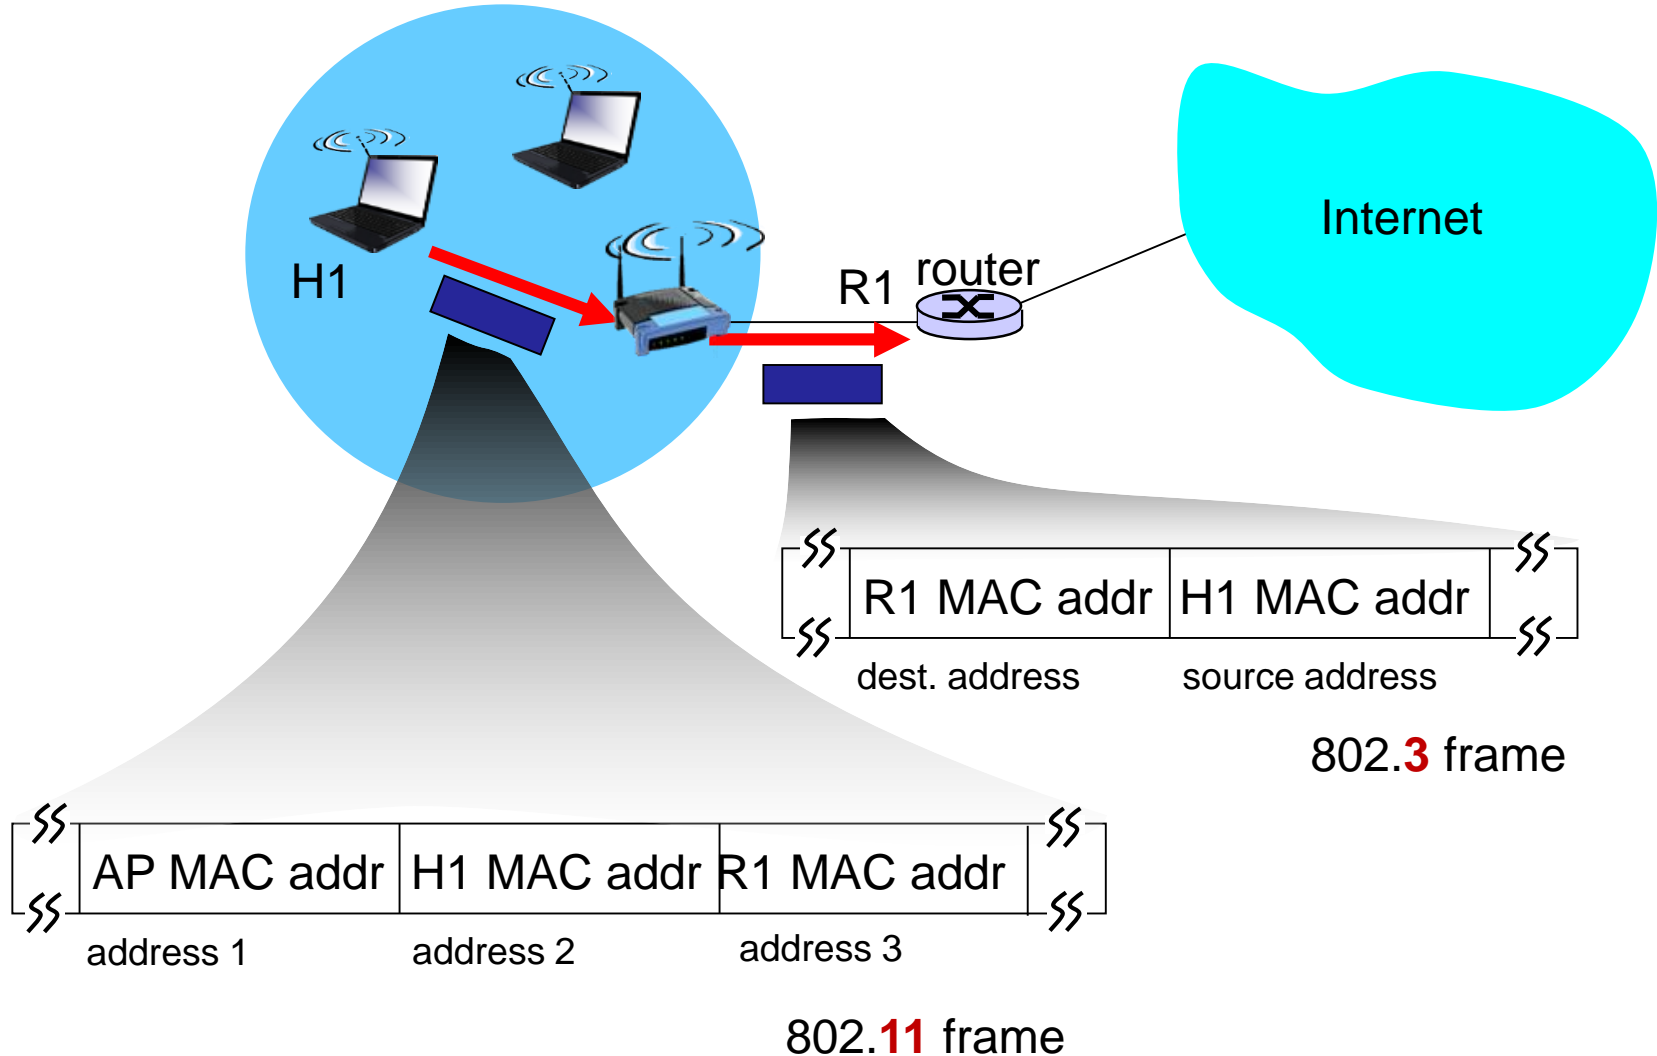 Internet
router
R1
H1
R1 MAC addr H1 MAC addr
dest. address source address
802.3 frame
AP MAC addr H1 MAC addr R1 MAC addr
address 1 address 2 address 3
802.11 frame